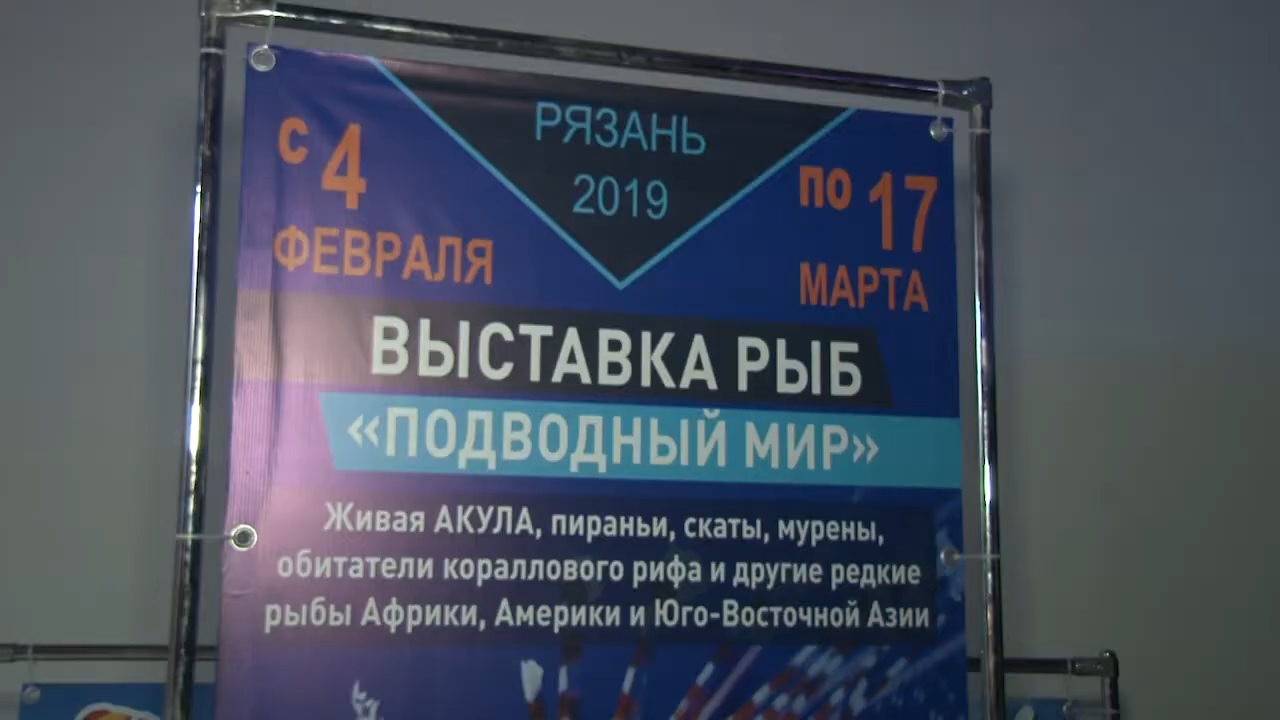 РЯЗАНЬ
2019
с 4
ФЕВРАЛЯ
по 17
МАРТА
ВЫСТАВКА РЫБ
«ПОДВОДНЫЙ МИР»
Живая АКУЛА, пираньи, скаты, мурены,
обитатели кораллового рифа и другие редкие
рыбы Африки, Америки и Юго-Восточной Азии